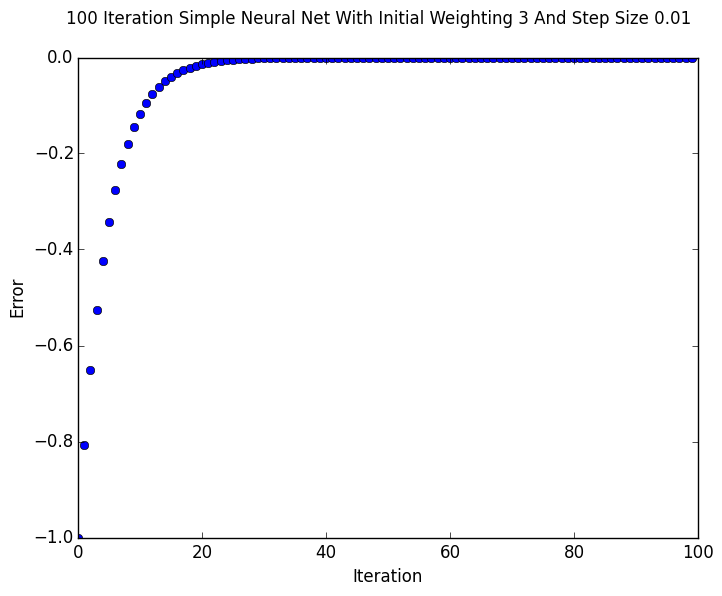 100 Iteration Simple Neural Net With Initial Weighting 3 And Step Size 0.01
0.0
−0.2
−0.4
−0.6
−0.8
−1.0
Error
0 20 40 60 80 100
Iteration